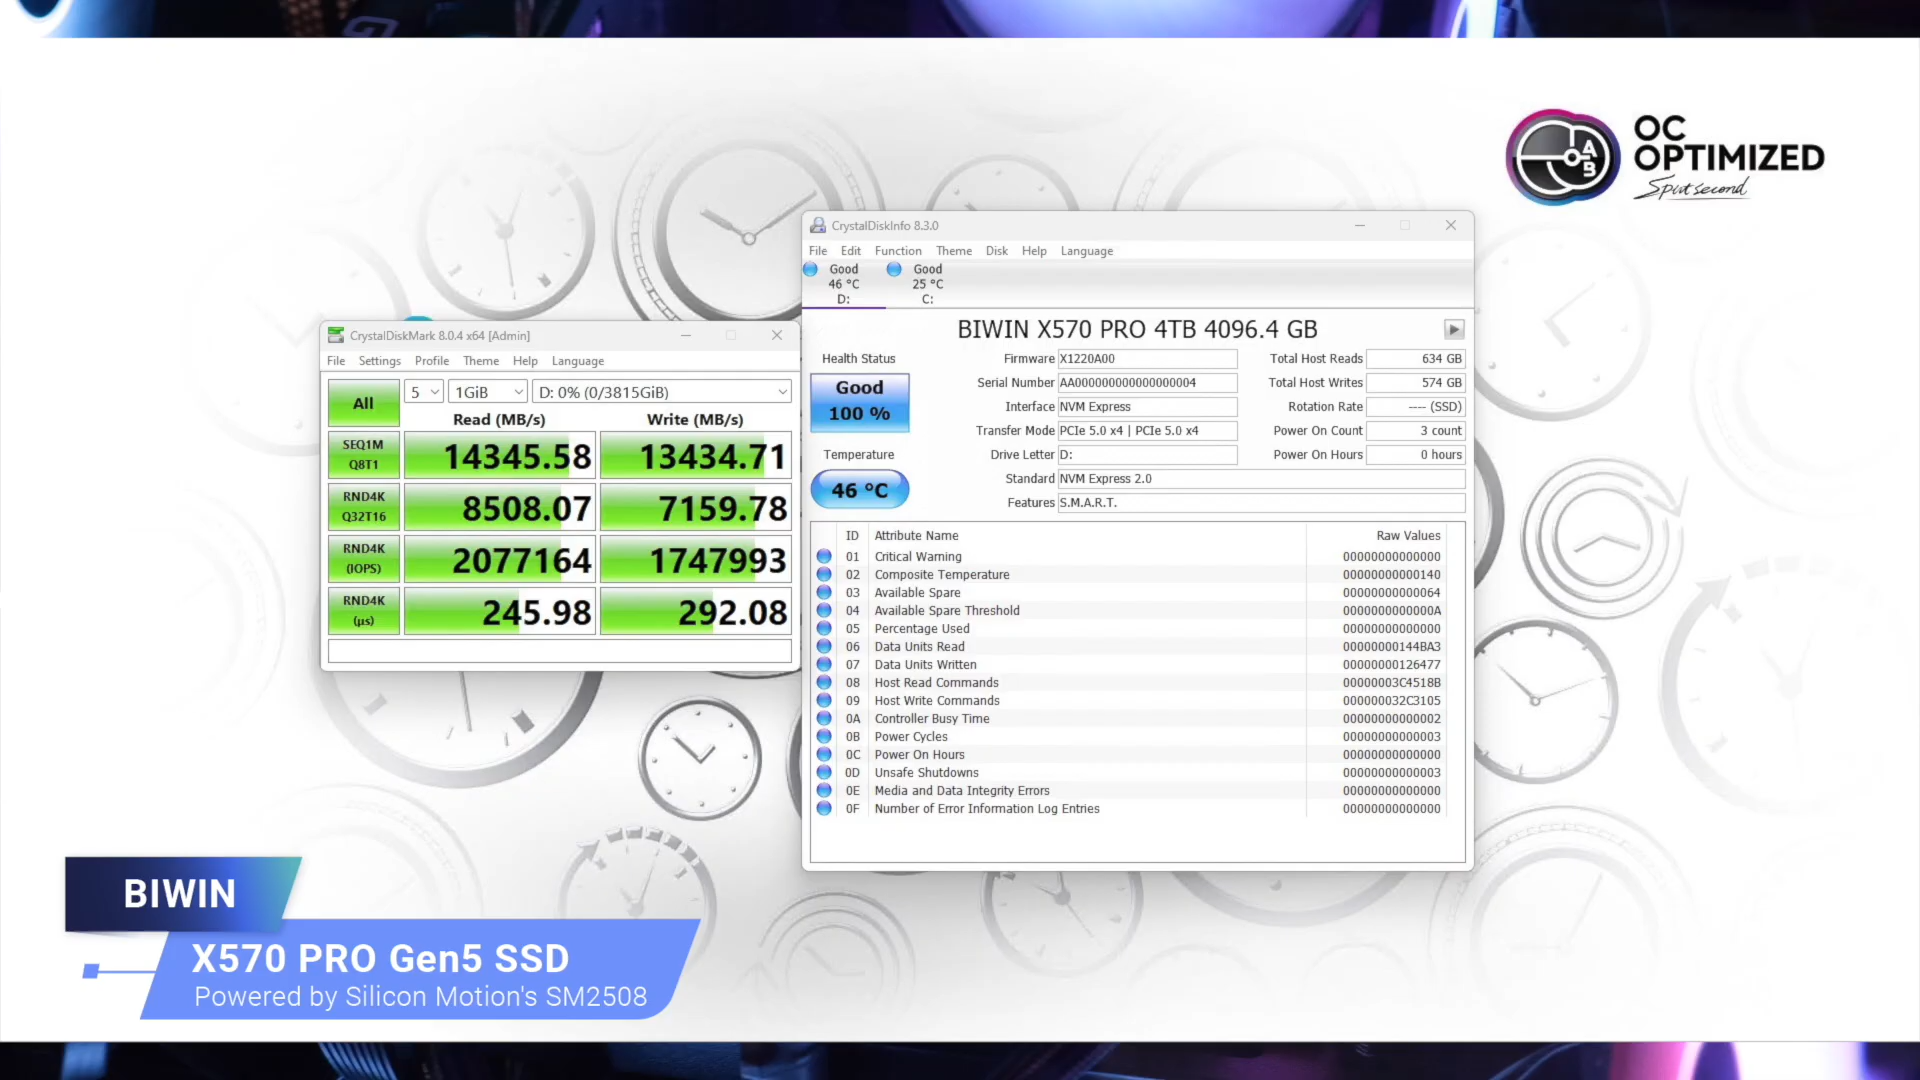 OC
OPTIMIZED
Splitsecond
A
B
CrystalDiskMark 8.0.4 x64 [Admin]
File Settings Profile Theme Help Language
All 5 1GiB D: 0% (0/3815GiB)
Read (MB/s) Write (MB/s)
SEQ1M
Q8T1 14345.58 13434.71
RND4K
Q32T16 8508.07 7159.78
RND4K
(IOPS) 2077164 1747993
RND4K
(μs) 245.98 292.08
CrystalDiskInfo 8.3.0
File Edit Function Theme Disk Help Language
Good Good
46 °C 25 °C
D: C:
BIWIN X570 PRO 4TB 4096.4 GB
Health Status
Good
100 %
Temperature
46 °C
Firmware X1220A00
Serial Number AA000000000000000004
Interface NVM Express
Transfer Mode PCIe 5.0 x4 | PCIe 5.0 x4
Drive Letter D:
Standard NVM Express 2.0
Features S.M.A.R.T.
Total Host Reads 634 GB
Total Host Writes 574 GB
Rotation Rate ---- (SSD)
Power On Count 3 count
Power On Hours 0 hours
ID Attribute Name Raw Values
01 Critical Warning 00000000000000
02 Composite Temperature 00000000000140
03 Available Spare 00000000000064
04 Available Spare Threshold 0000000000000A
05 Percentage Used 00000000000000
06 Data Units Read 00000000144BA3
07 Data Units Written 00000000126477
08 Host Read Commands 00000003C4518B
09 Host Write Commands 000000032C3105
0A Controller Busy Time 00000000000002
0B Power Cycles 00000000000003
0C Power On Hours 00000000000000
0D Unsafe Shutdowns 00000000000003
0E Media and Data Integrity Errors 00000000000000
0F Number of Error Information Log Entries 00000000000000
BIWIN
X570 PRO Gen5 SSD
Powered by Silicon Motion's SM2508